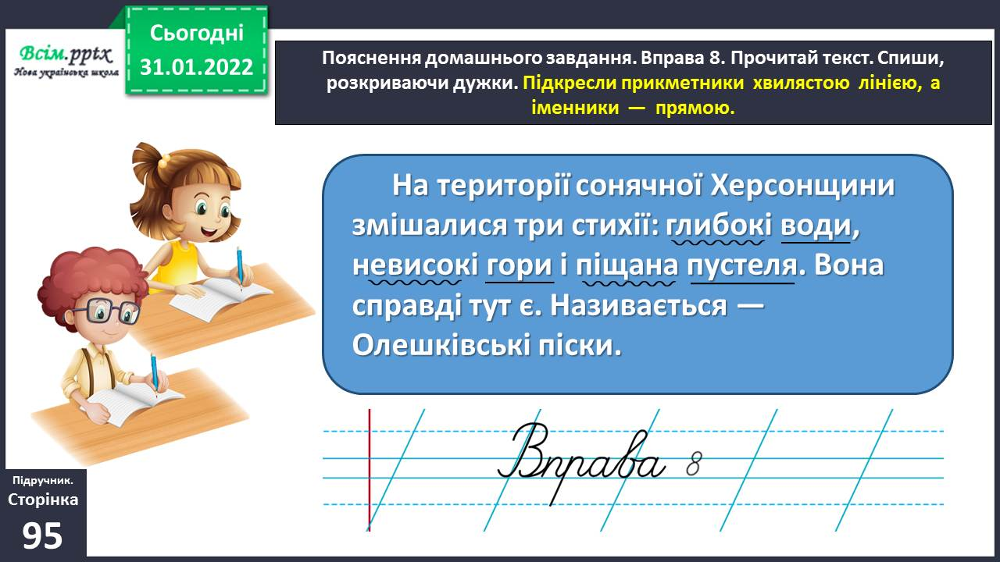 Всім.pptx
Нова українська школа
Сьогодні
31.01.2022
Пояснення домашнього завдання. Вправа 8. Прочитай текст. Спиши,
розкриваючи дужки. Підкресли прикметники хвилястою лінією, а
іменники — прямою.
На території сонячної Херсонщини
змішалися три стихії: глибокі води,
невисокі гори і піщана пустеля. Вона
справді тут є. Називається —
Олешківські піски.
Вправа 8
Підручник.
Сторінка
95